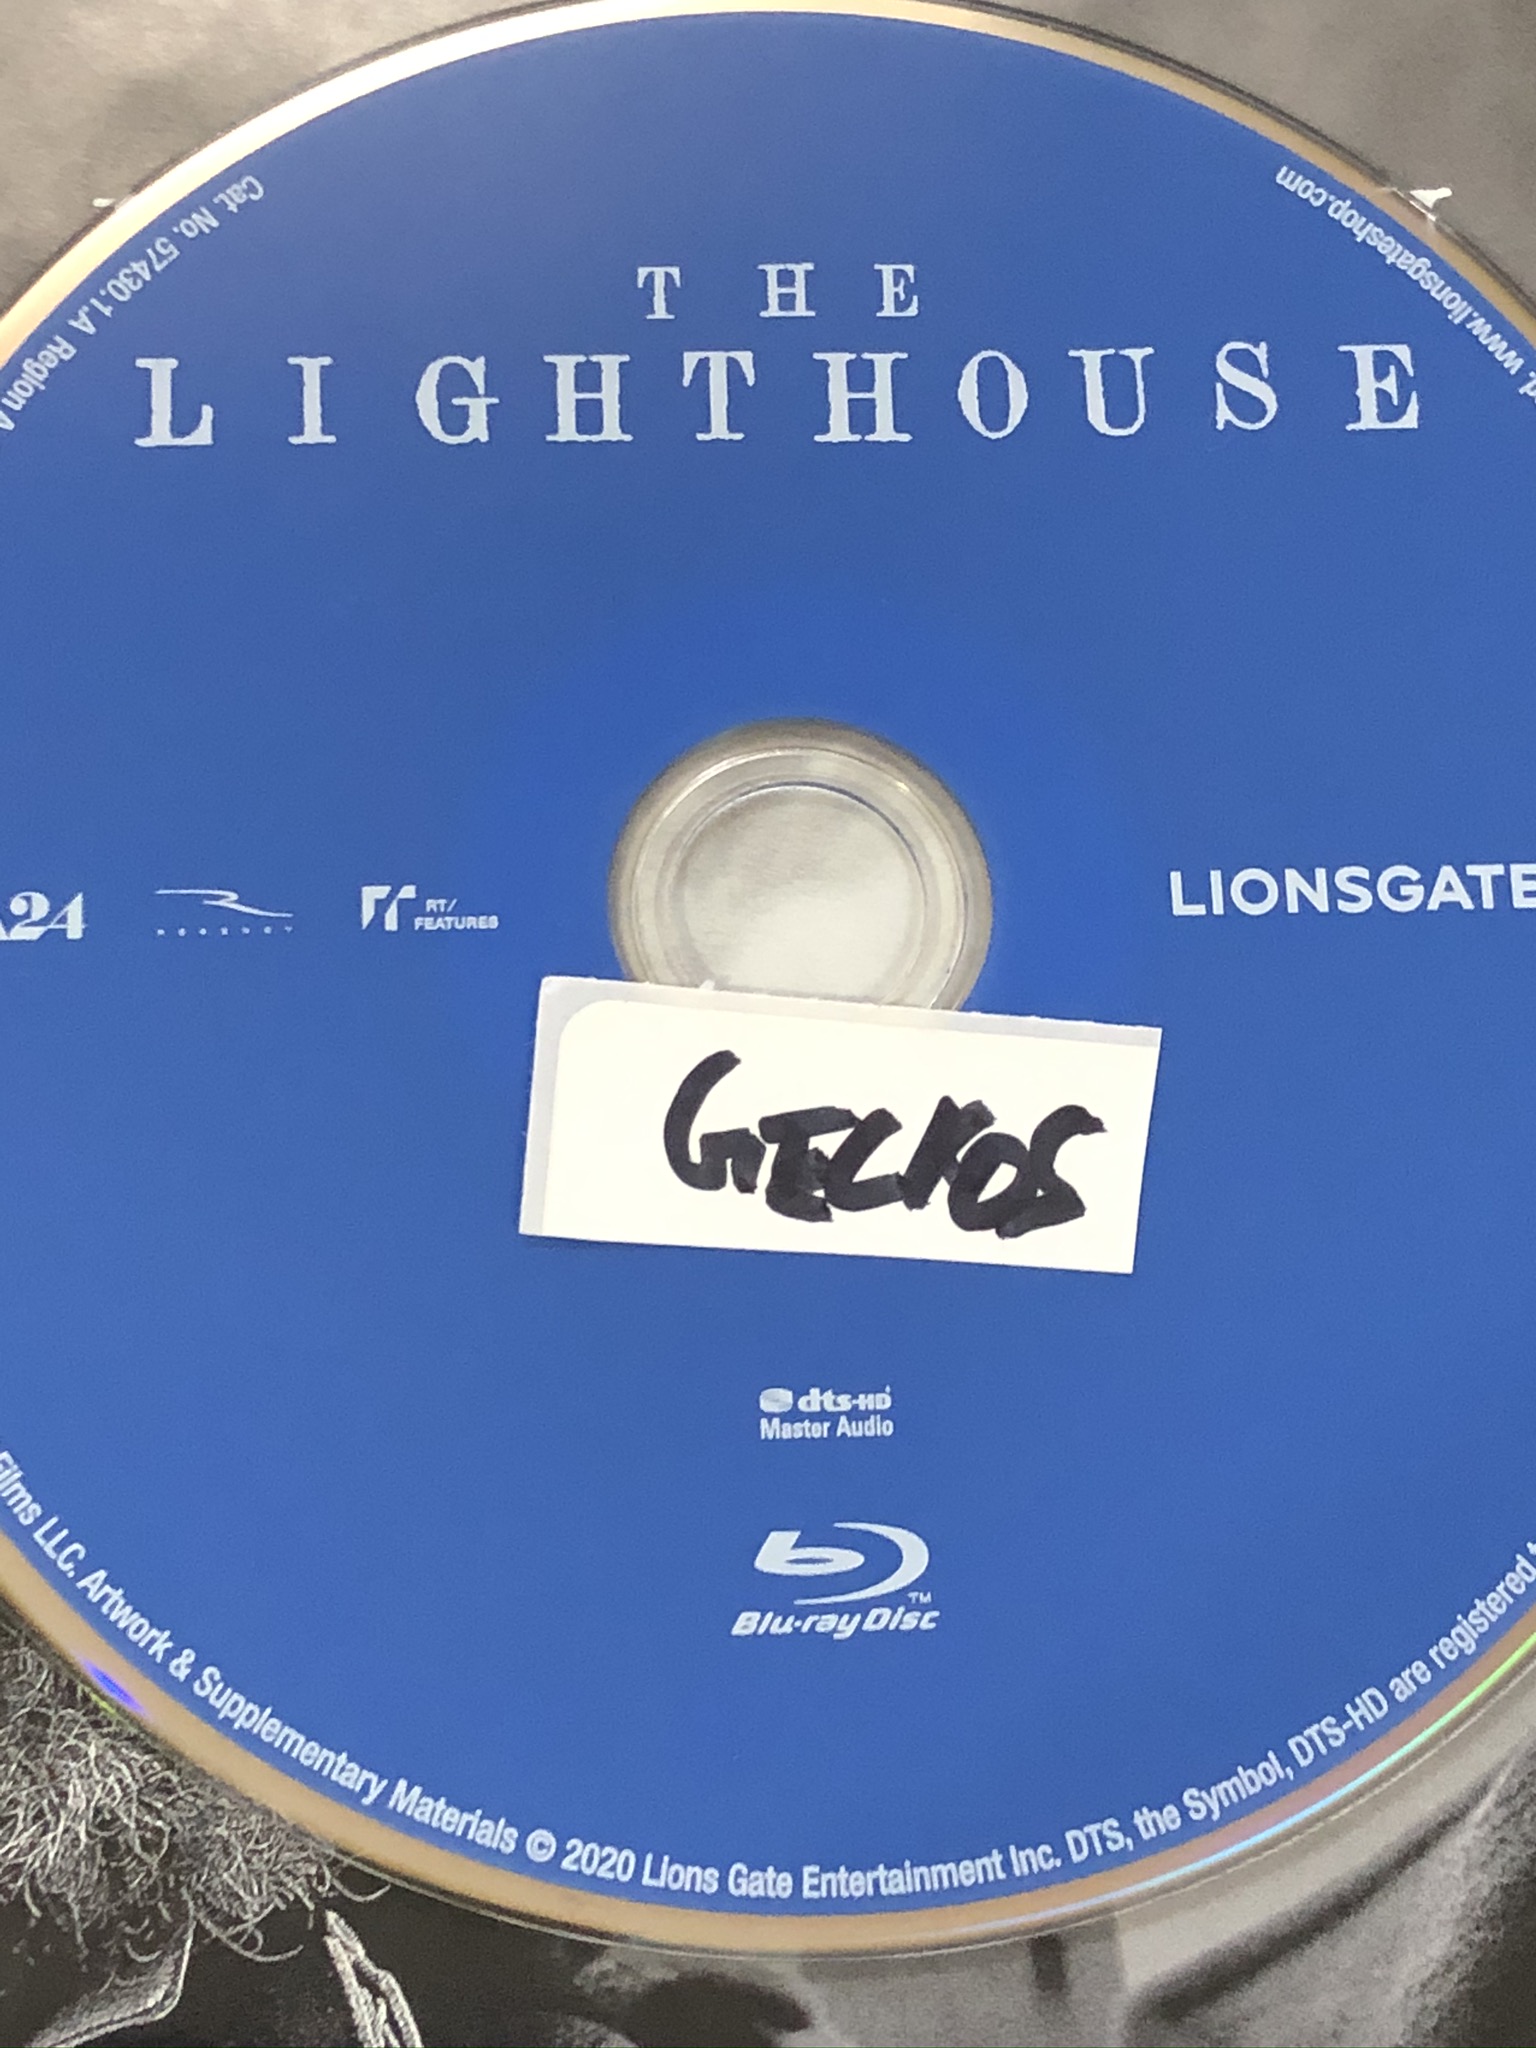 Cat. No. 57430.1.A Region A
www.lionsgateshop.com
THE
LIGHTHOUSE
A24
REGENCY
RT/
FEATURES
LIONSGATE
GECKOS
dts-HD
Master Audio
Blu-ray Disc™
Films LLC. Artwork & Supplementary Materials © 2020 Lions Gate Entertainment Inc. DTS, the Symbol, DTS-HD are registered